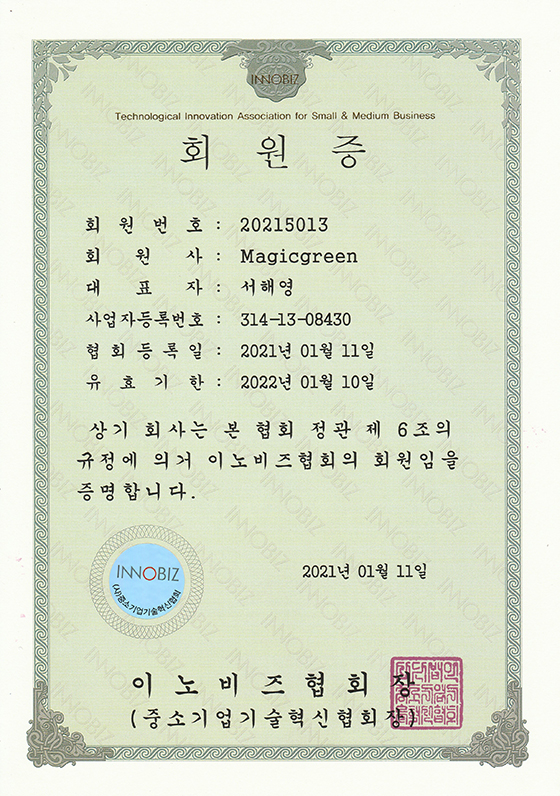 INNOBIZ
Technological Innovation Association for Small & Medium Business
회 원 증
회 원 번 호 : 20215013
회 원 사 : Magicgreen
대 표 자 : 서해영
사업자등록번호 : 314-13-08430
협 회 등 록 일 : 2021년 01월 11일
유 효 기 한 : 2022년 01월 10일
상기 회사는 본 협회 정관 제 6조의
규정에 의거 이노비즈협회의 회원임을
증명합니다.
2021년 01월 11일
INNOBIZ
(사)중소기업기술혁신협회
이 노 비 즈 협 회 장
(중소기업기술혁신협회장)